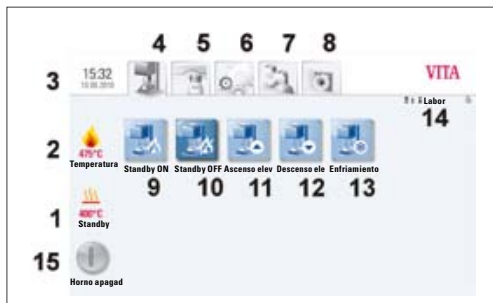 4 5 6 7 8
3 15:32 VITA
Labor
14
2 475°C
Temperatura Standby ON Standby OFF Ascenso elev Descenso ele Enfriamiento
9 10 11 12 13
1 400°C
Standby
15
Horno apagad